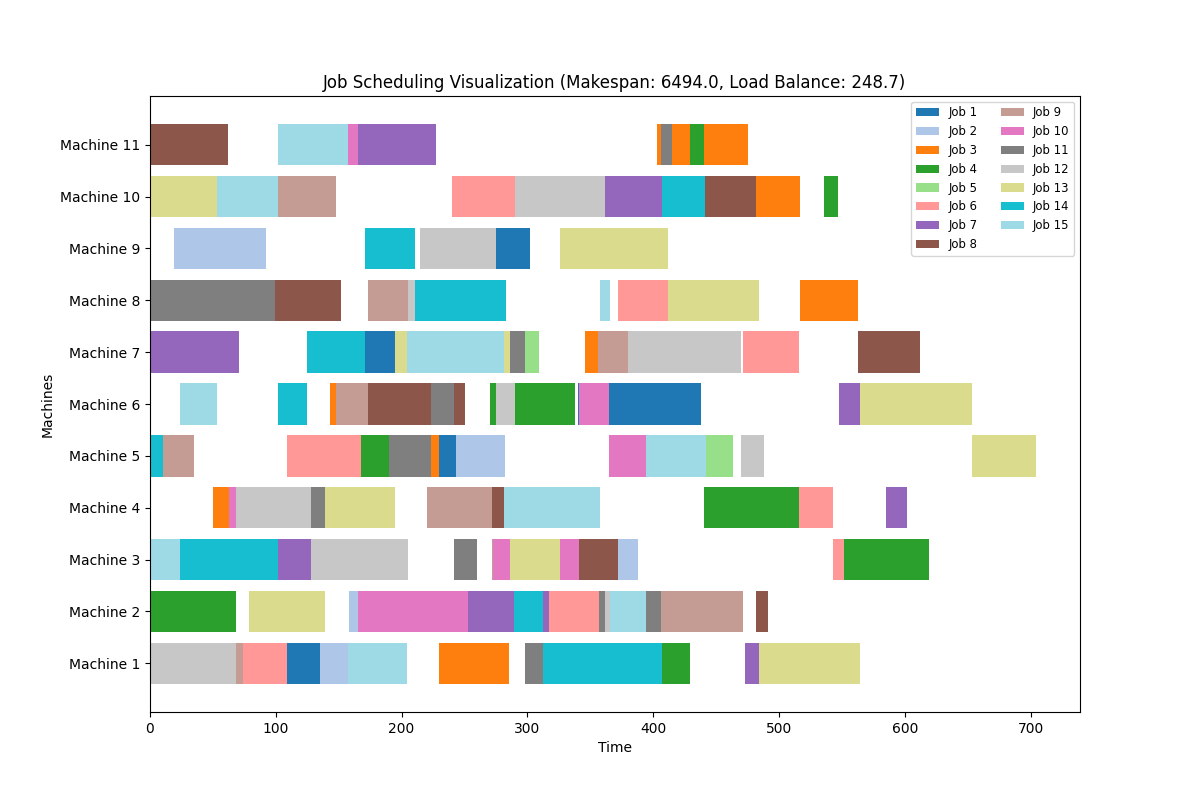 Job Scheduling Visualization (Makespan: 6494.0, Load Balance: 248.7)
Machine 11
Machine 10
Machine 9
Machine 8
Machine 7
Machine 6
Machine 5
Machine 4
Machine 3
Machine 2
Machine 1
Machines
0 100 200 300 400 500 600 700
Time
Job 1
Job 2
Job 3
Job 4
Job 5
Job 6
Job 7
Job 8
Job 9
Job 10
Job 11
Job 12
Job 13
Job 14
Job 15